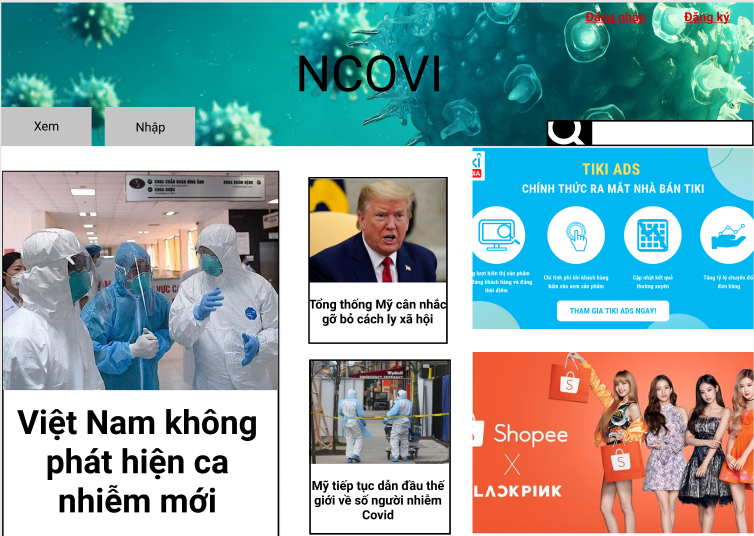 Đăng nhập
Đăng ký
NCOVI
Xem
Nhập
Việt Nam không
phát hiện ca
nhiễm mới
Tổng thống Mỹ cân nhắc
gỡ bỏ cách ly xã hội
Mỹ tiếp tục dẫn đầu thế
giới về số người nhiễm
Covid
TIKI ADS
CHÍNH THỨC RA MẮT NHÀ BÁN TIKI
lượt hiển thị sản phẩm
đúng khách hàng và đúng
thời điểm
Chỉ tính phí khi khách hàng
bấm vào xem sản phẩm
Cập nhật kết quả
thường xuyên
Tăng tỷ lệ chuyển đổi
đơn hàng
THAM GIA TIKI ADS NGAY!
Shopee
X
BLACKPINK